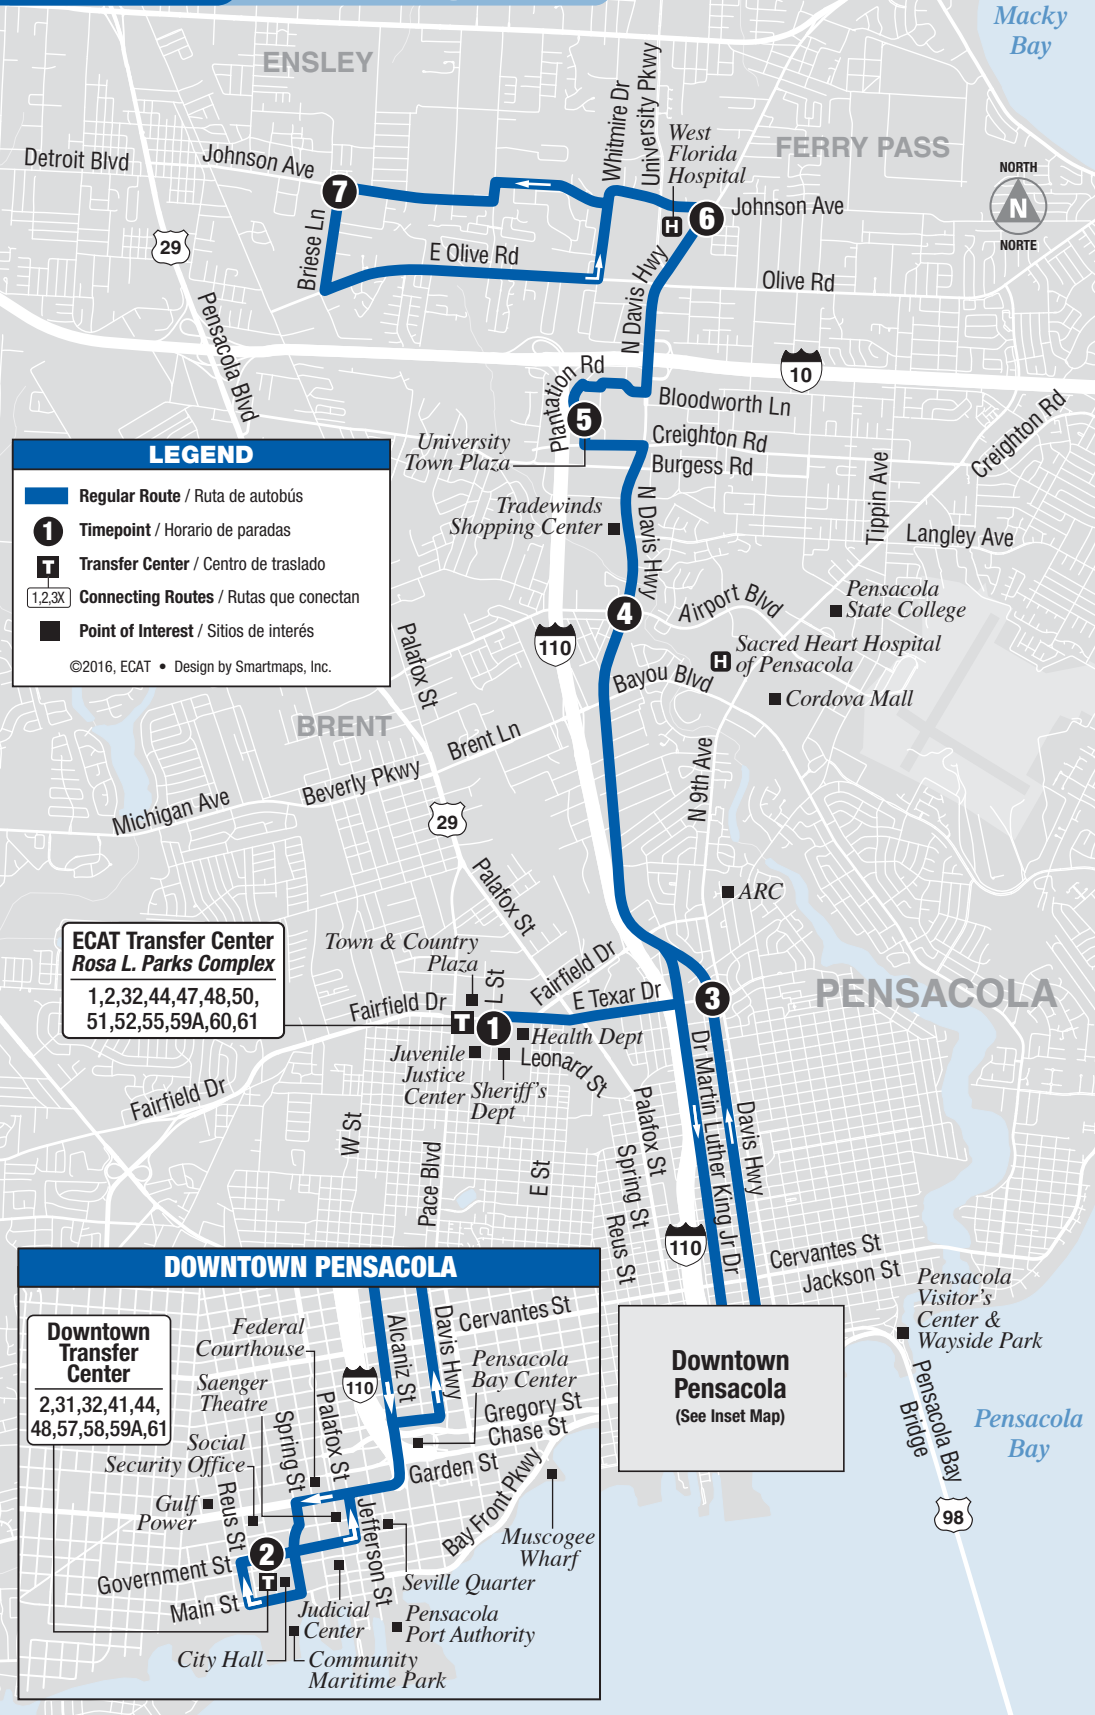 Macky
Bay
ENSLEY
Whitmire Dr
University Pkwy
West
Florida
Hospital
FERRY PASS
Detroit Blvd
Johnson Ave
NORTH
N
NORTE
7
H
6
Johnson Ave
29
Briese Ln
E Olive Rd
N Davis Hwy
Olive Rd
Pensacola Blvd
Plantation Rd
10
Bloodworth Ln
5
Creighton Rd
Creighton Rd
Burgess Rd
University
Town Plaza
LEGEND
Regular Route / Ruta de autobús
1 Timepoint / Horario de paradas
T Transfer Center / Centro de traslado
1,2,3X Connecting Routes / Rutas que conectan
Point of Interest / Sitios de interés
©2016, ECAT • Design by Smartmaps, Inc.
Tradewinds
Shopping Center
N Davis Hwy
Tippin Ave
Langley Ave
4
Airport Blvd
Pensacola
State College
110
H
Sacred Heart Hospital
of Pensacola
Palafox St
Bayou Blvd
Cordova Mall
BRENT
Brent Ln
Beverly Pkwy
Michigan Ave
N 9th Ave
29
Palafox St
ARC
ECAT Transfer Center
Rosa L. Parks Complex
1,2,32,44,47,48,50,
51,52,55,59A,60,61
Town & Country
Plaza
L St
Fairfield Dr
Fairfield Dr
E Texar Dr
3
PENSACOLA
T
1
Health Dept
Juvenile
Justice
Center
Leonard St
Sheriff's
Dept
Fairfield Dr
Dr Martin Luther King Jr Dr
Davis Hwy
W St
Pace Blvd
E St
Palafox St
Spring St
Reus St
110
Cervantes St
Jackson St
Pensacola
Visitor's
Center &
Wayside Park
Downtown
Pensacola
(See Inset Map)
Pensacola Bay
Bridge
Pensacola
Bay
98
DOWNTOWN PENSACOLA
Downtown
Transfer
Center
2,31,32,41,44,
48,57,58,59A,61
Federal
Courthouse
Saenger
Theatre
Social
Security Office
Gulf
Power
110
Alcaniz St
Davis Hwy
Cervantes St
Pensacola
Bay Center
Gregory St
Chase St
Garden St
Spring St
Palafox St
Reus St
Jefferson St
Bay Front Pkwy
Muscogee
Wharf
2
T
Government St
Main St
Seville Quarter
Judicial
Center
Pensacola
Port Authority
City Hall
Community
Maritime Park